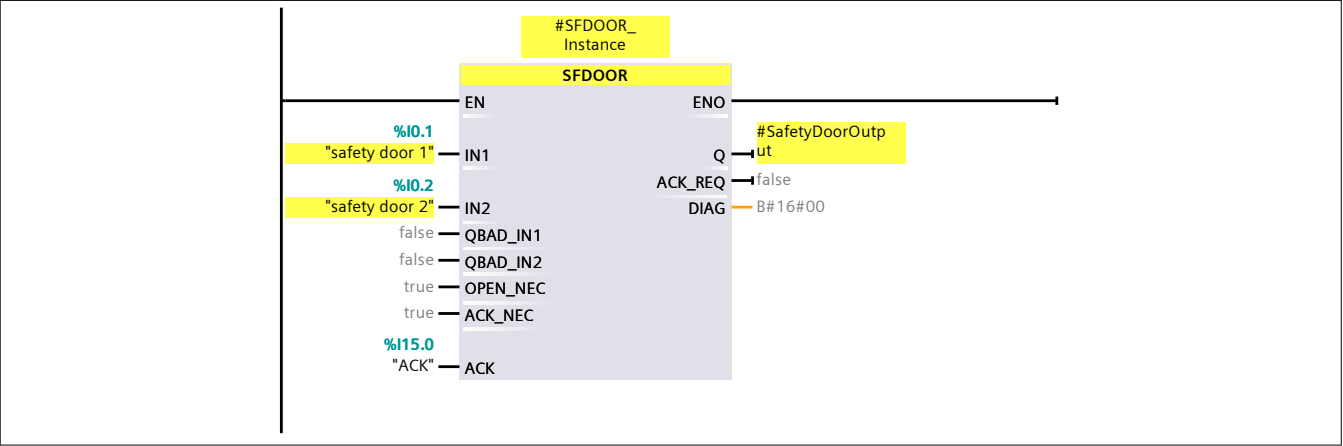 #SFDOOR_
Instance
SFDOOR
EN
ENO
%I0.1
"safety door 1"
IN1
Q
#SafetyDoorOutp
ut
ACK_REQ
false
%I0.2
"safety door 2"
IN2
DIAG
B#16#00
false
QBAD_IN1
false
QBAD_IN2
true
OPEN_NEC
true
ACK_NEC
%I15.0
"ACK"
ACK